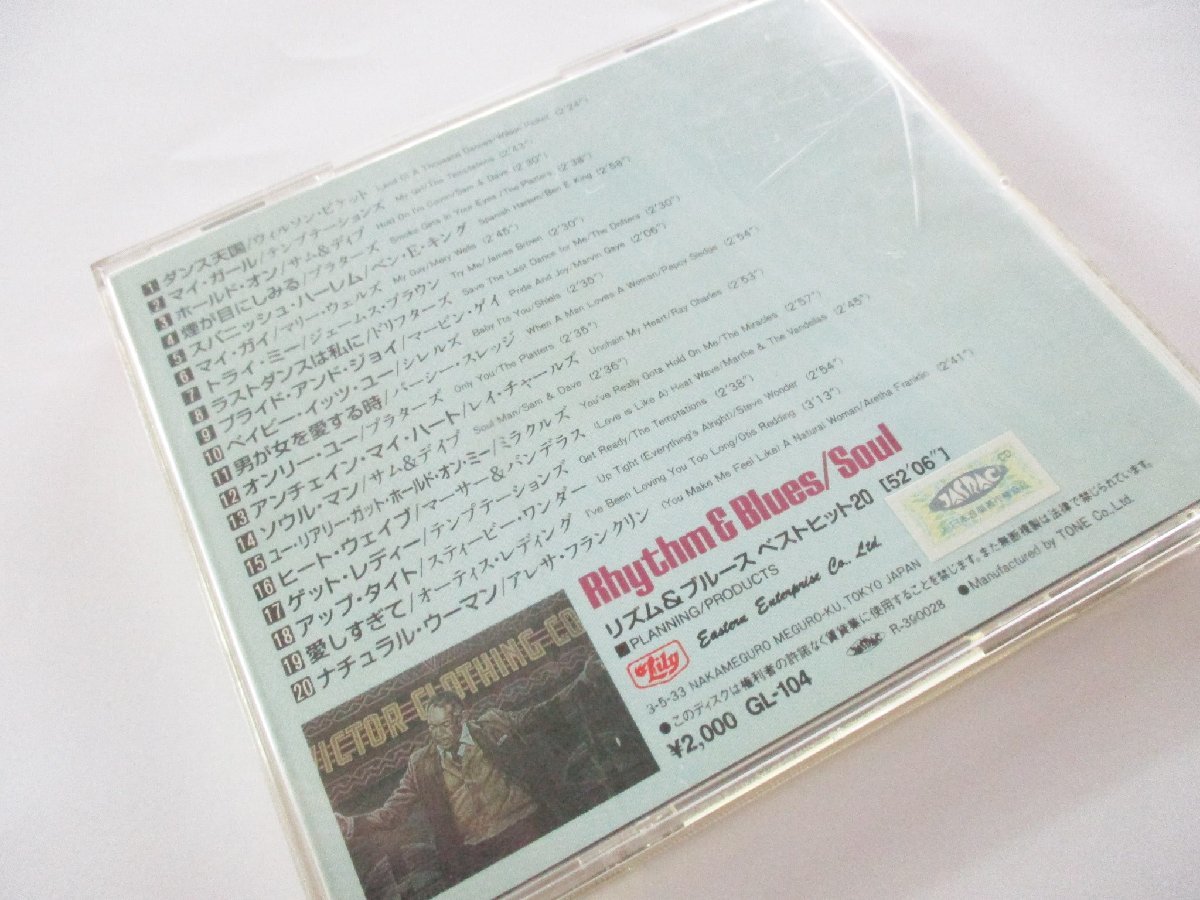 1 ダンス天国/ウィルソン・ピケット Land Of A Thousand Dances/Wilson Picket (2'24")
2 マイ・ガール/テンプテーションズ My Girl/The Temptations (2'43")
3 ホールド・オン/サム&デイブ Hold On I'm Comin/Sam & Dave (2'30")
4 煙が目にしみる/プラターズ Smoke Gets In Your Eyes/The Platters (2'38")
5 スパニッシュ・ハーレム/ベン・E・キング Spanish Harlem/Ben E King (2'58")
6 マイ・ガイ/マリー・ウェルズ My Guy/Mery Wells (2'45")
7 トライ・ミー/ジェームス・ブラウン Try Me/James Brown (2'30")
8 ラストダンスは私に/ドリフターズ Save The Last Dance for Me/The Drifters (2'30")
9 プライド・アンド・ジョイ/マービン・ゲイ Pride And Joy/Marvin Gaye (2'06")
10 ベイビー・イッツ・ユー/シレルズ Baby It's You/Shiels (2'35")
11 男が女を愛する時/パーシー・スレッジ When A Man Loves A Woman/Papcy Sledge (2'54")
12 オンリー・ユー/プラターズ Only You/The Platters (2'35")
13 アンチェイン・マイ・ハート/レイ・チャールズ Unchain My Heart/Ray Charles (2'53")
14 ソウル・マン/サム&デイブ Soul Man/Sam & Dave (2'36")
15 ユー・リアリー・ガット・ホールド・オン・ミー/ミラクルズ You've Really Gota Hold On Me/The Miracles (2'57")
16 ヒート・ウェイブ/マーサー&バンデラス (Love is Like A) Heat Wave/Marthe & The Vandellas (2'45")
17 ゲット・レディー/テンプテーションズ Get Ready/The Temptations (2'38")
18 アップ・タイト/スティービー・ワンダー Up Tight (Everything's Alright)/Steve Wonder (2'54")
19 愛しすぎて/オーティス・レディング I've Been Loving You Too Long/Otis Redding (3'13")
20 ナチュラル・ウーマン/アレサ・フランクリン (You Make Me Feel Like) A Natural Woman/Aretha Franklin (2'41")
VICTOR CLOTHING CO
Rhythm & Blues/Soul
リズム&ブルース ベストヒット20 [52'06"]
■PLANNING/PRODUCTS
Lily Eastern Enterprise Co. Ltd.
3-5-33 NAKAMEGURO MEGURO-KU, TOKYO JAPAN
●このディスクは権利者の許諾なく賃貸業に使用することを禁じます。また無断複製は法律で禁じられています。
¥2,000 GL-104
JASRAC R-390028 ●Manufactured by TONE Co.,Ltd.
JASRAC